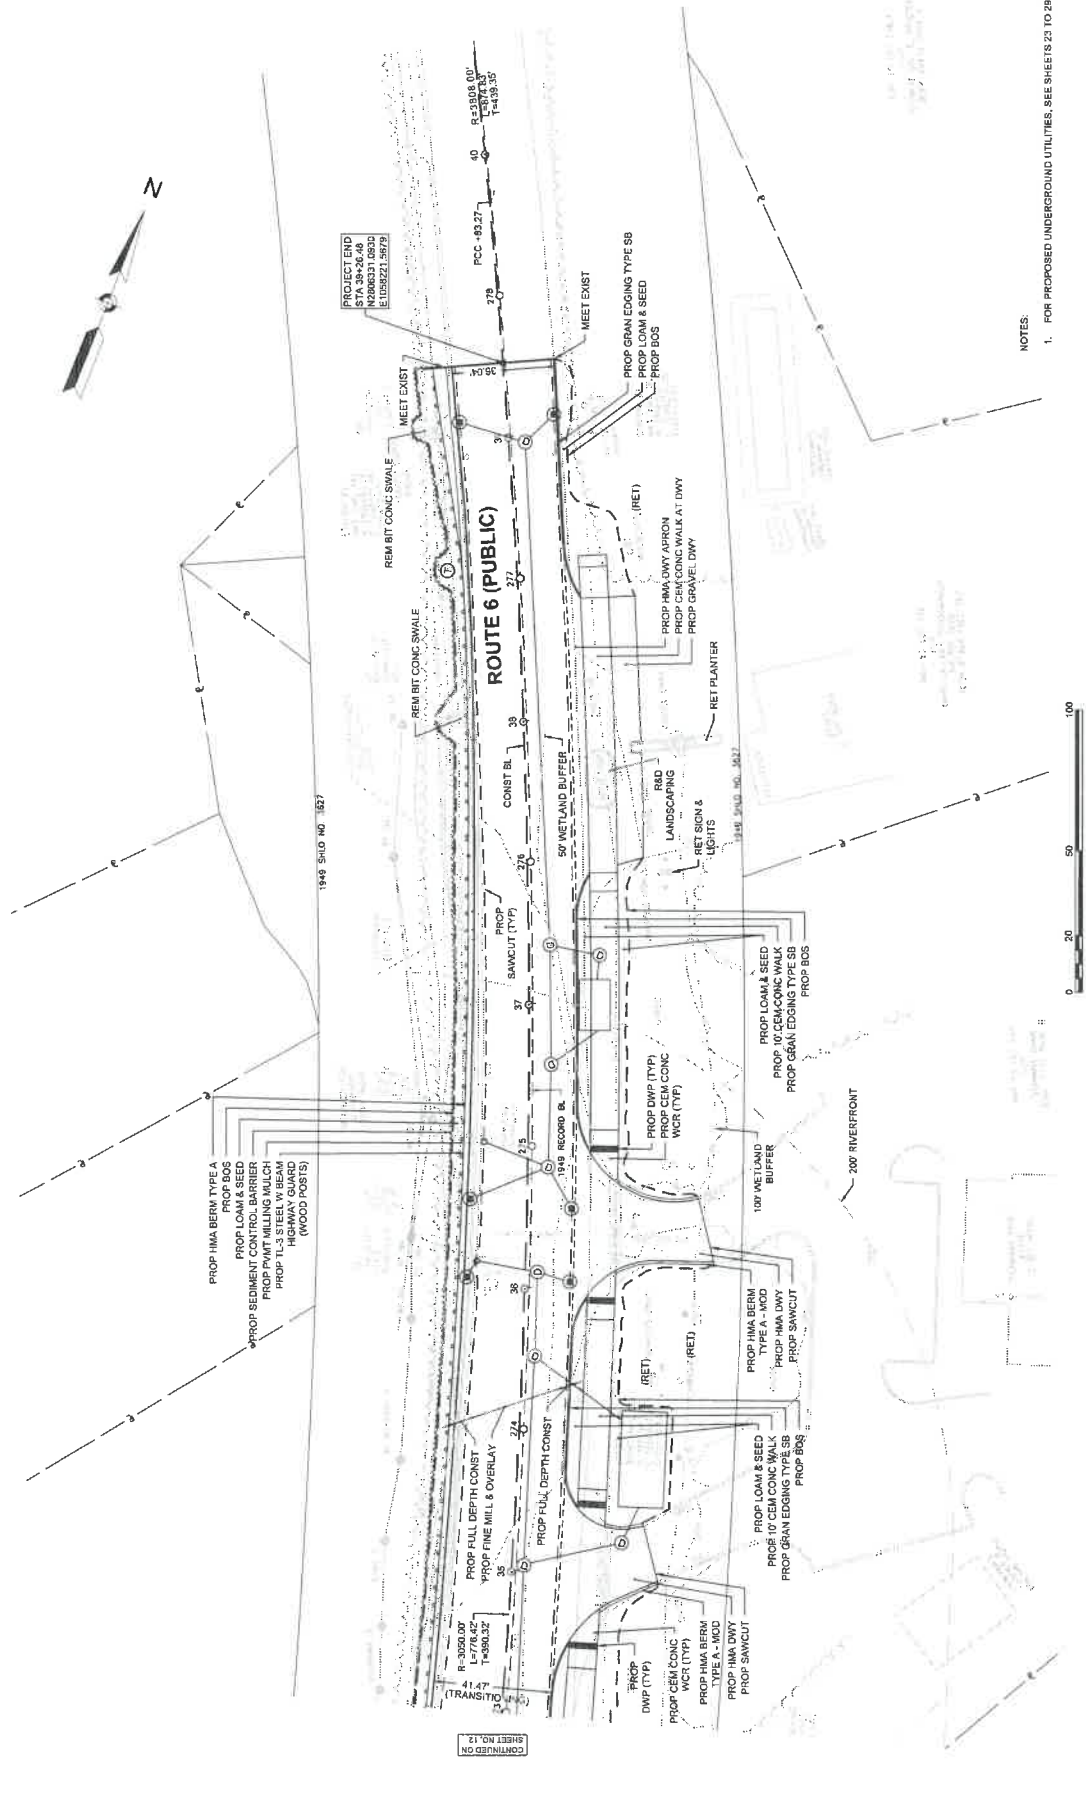 N
PROJECT END
STA 39+26.48
N2806331.0930
E1058221.5679
R=3808.00'
L=874.83'
T=439.35'
40
PCC +83.27
278
MEET EXIST
36.04'
MEET EXIST
REM BIT CONC SWALE
REM BIT CONC SWALE
ROUTE 6 (PUBLIC)
277
38
CONST BL
276
PROP
SAWCUT (TYP)
37
50' WETLAND BUFFER
275
1949 RECORD BL
36
274
35
PROP GRAN EDGING TYPE SB
PROP LOAM & SEED
PROP BOS
(RET)
PROP HMA DWY APRON
PROP CEM CONC WALK AT DWY
PROP GRAVEL DWY
RET PLANTER
R&D
LANDSCAPING
RET SIGN &
LIGHTS
1949 SHLO NO. 3627
1949 SHLO NO. 3627
PROP LOAM & SEED
PROP 10' CEM CONC WALK
PROP GRAN EDGING TYPE SB
PROP BOS
PROP DWP (TYP)
PROP CEM CONC
WCR (TYP)
100' WETLAND
BUFFER
200' RIVERFRONT
PROP HMA BERM TYPE A
PROP BOS
PROP LOAM & SEED
PROP SEDIMENT CONTROL BARRIER
PROP PVMT MILLING MULCH
PROP TL-3 STEEL W BEAM
HIGHWAY GUARD
(WOOD POSTS)
PROP HMA BERM
TYPE A - MOD
PROP HMA DWY
PROP SAWCUT
(RET)
(RET)
PROP LOAM & SEED
PROP 10' CEM CONC WALK
PROP GRAN EDGING TYPE SB
PROP BOS
PROP FULL DEPTH CONST
PROP FINE MILL & OVERLAY
PROP FULL DEPTH CONST
R=3050.00'
L=776.42'
T=390.32'
41.47'
(TRANSITION)
PROP
DWP (TYP)
PROP CEM CONC
WCR (TYP)
PROP HMA BERM
TYPE A - MOD
PROP HMA DWY
PROP SAWCUT
CONTINUED ON
SHEET NO. 12
NOTES:
1. FOR PROPOSED UNDERGROUND UTILITIES, SEE SHEETS 23 TO 29
0 20 50 100